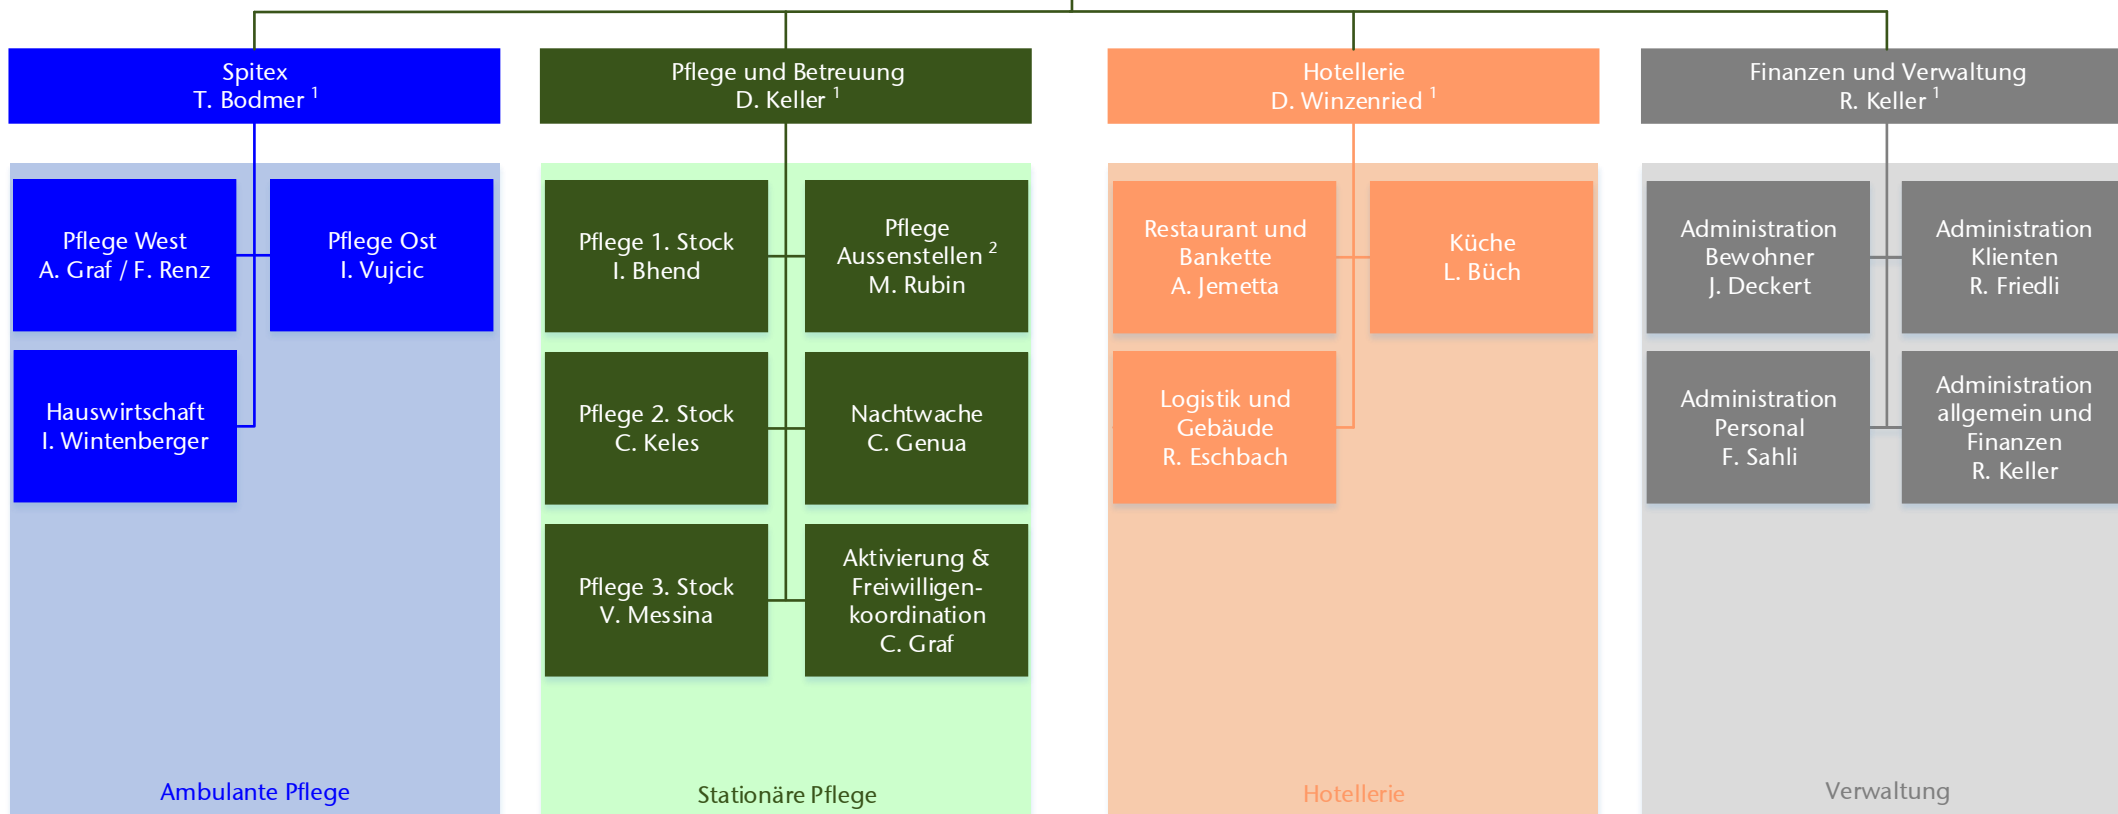 Spitex
T. Bodmer 1
Pflege und Betreuung
D. Keller 1
Hotellerie
D. Winzenried 1
Finanzen und Verwaltung
R. Keller 1
Pflege West
A. Graf / F. Renz
Pflege Ost
I. Vujcic
Hauswirtschaft
I. Wintenberger
Ambulante Pflege
Pflege 1. Stock
I. Bhend
Pflege
Aussenstellen 2
M. Rubin
Pflege 2. Stock
C. Keles
Nachtwache
C. Genua
Pflege 3. Stock
V. Messina
Aktivierung &
Freiwilligen-
koordination
C. Graf
Stationäre Pflege
Restaurant und
Bankette
A. Jemetta
Küche
L. Büch
Logistik und
Gebäude
R. Eschbach
Hotellerie
Administration
Bewohner
J. Deckert
Administration
Klienten
R. Friedli
Administration
Personal
F. Sahli
Administration
allgemein und
Finanzen
R. Keller
Verwaltung